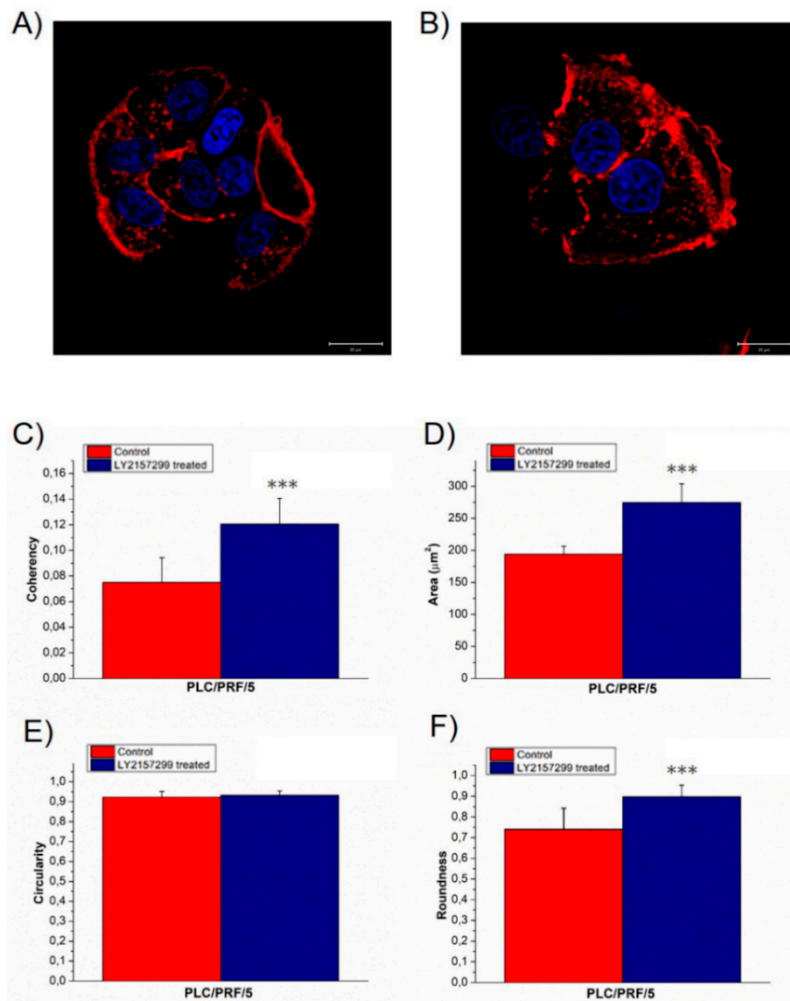 A)
B)
20 µm
20 µm
C)
Control
LY2157299 treated
***
0,16
0,14
0,12
0,10
0,08
0,06
0,04
0,02
0,00
Coherency
PLC/PRF/5
D)
Control
LY2157299 treated
***
300
250
200
150
100
50
0
Area (µm²)
PLC/PRF/5
E)
Control
LY2157299 treated
1,0
0,9
0,8
0,7
0,6
0,5
0,4
0,3
0,2
0,1
0,0
Circularity
PLC/PRF/5
F)
Control
LY2157299 treated
***
1,0
0,9
0,8
0,7
0,6
0,5
0,4
0,3
0,2
0,1
0,0
Roundness
PLC/PRF/5